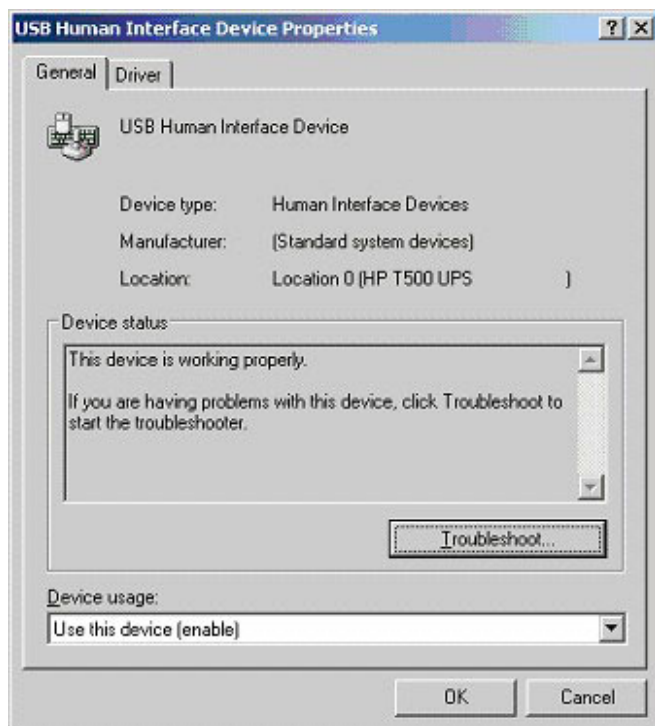 USB Human Interface Device Properties
General Driver
USB Human Interface Device
Device type: Human Interface Devices
Manufacturer: (Standard system devices)
Location: Location 0 (HP T500 UPS )
Device status
This device is working properly.
If you are having problems with this device, click Troubleshoot to
start the troubleshooter.
Troubleshoot...
Device usage:
Use this device (enable)
OK Cancel